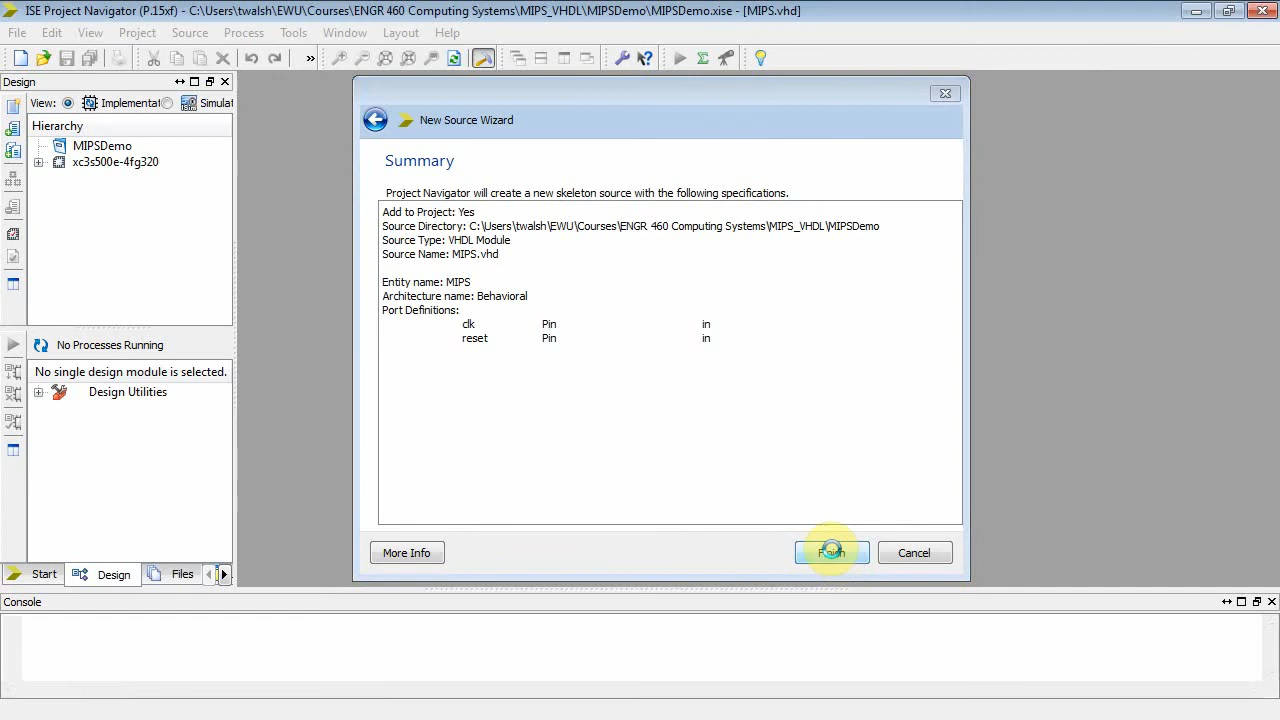 ISE Project Navigator (P.15xf) - C:\Users\twalsh\EWU\Courses\ENGR 460 Computing Systems\MIPS_VHDL\MIPSDemo\MIPSDemo.xise - [MIPS.vhd]
File Edit View Project Source Process Tools Window Layout Help
»
Design
View: Implementat Simulat
Hierarchy
MIPSDemo
xc3s500e-4fg320
No Processes Running
No single design module is selected.
Design Utilities
Start Design Files
New Source Wizard
Summary
Project Navigator will create a new skeleton source with the following specifications.
Add to Project: Yes
Source Directory: C:\Users\twalsh\EWU\Courses\ENGR 460 Computing Systems\MIPS_VHDL\MIPSDemo
Source Type: VHDL Module
Source Name: MIPS.vhd
Entity name: MIPS
Architecture name: Behavioral
Port Definitions:
clk Pin in
reset Pin in
More Info Finish Cancel
Console